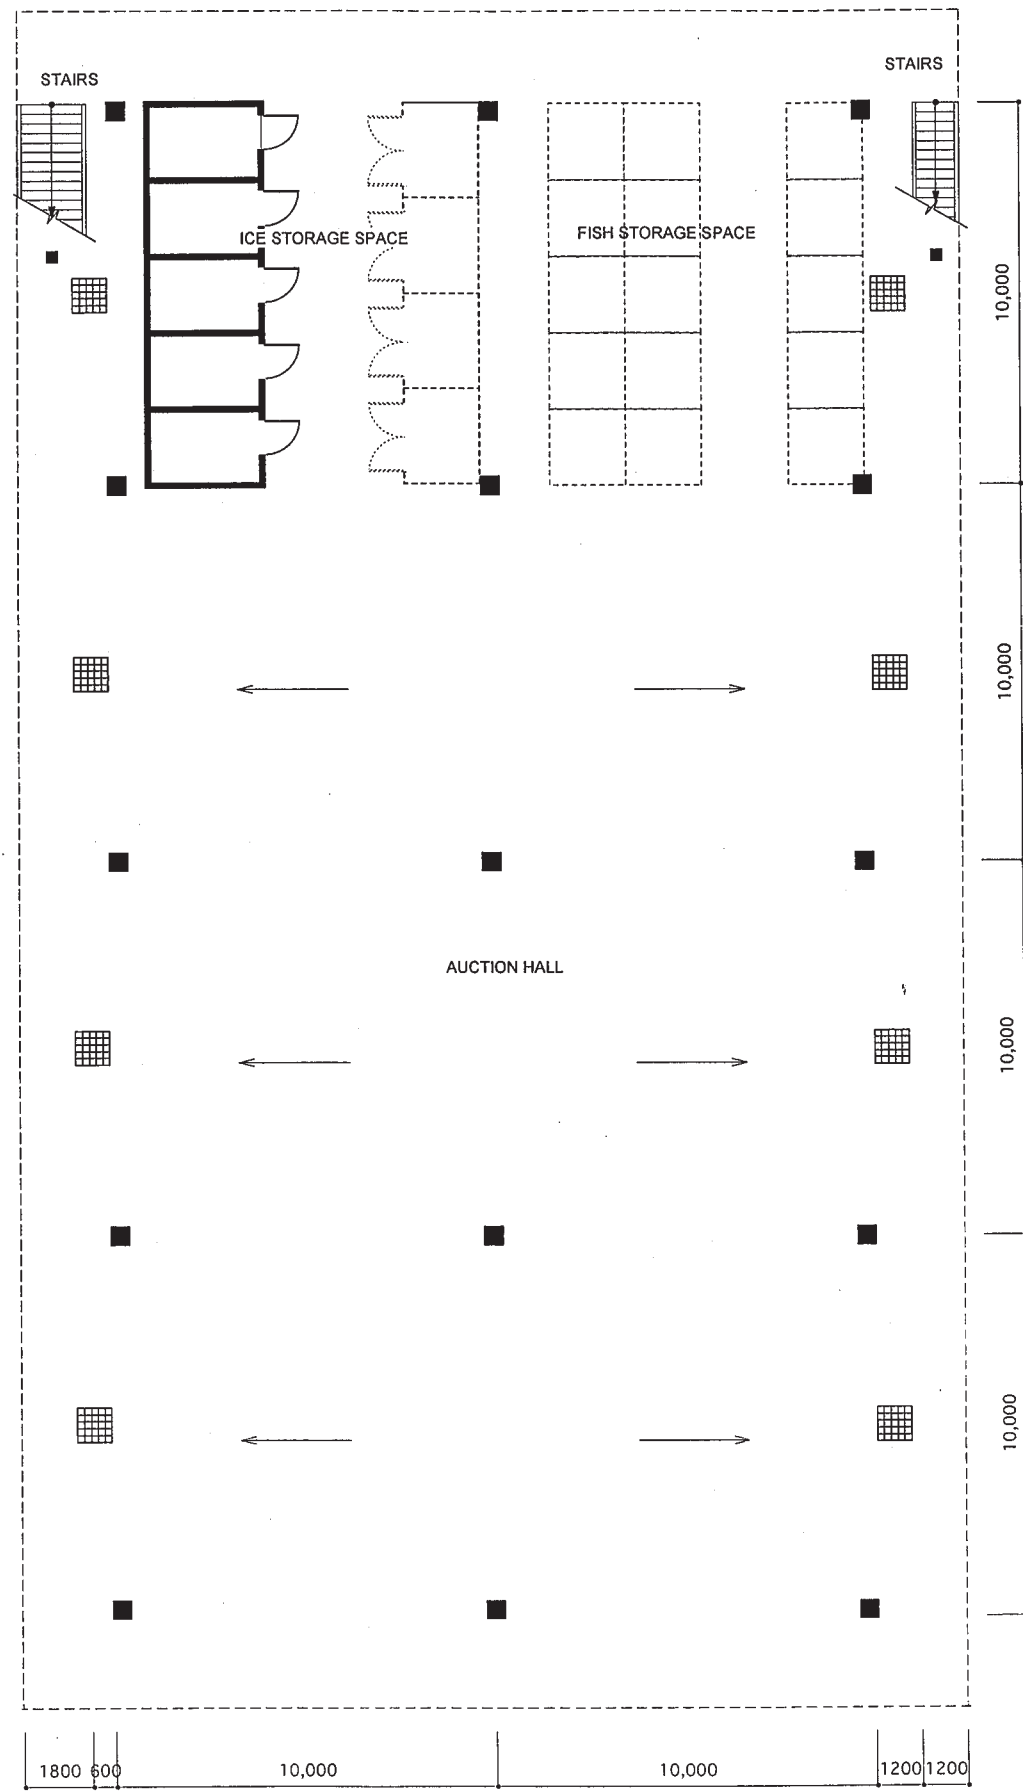 STAIRS
STAIRS
ICE STORAGE SPACE
FISH STORAGE SPACE
10,000
10,000
AUCTION HALL
10,000
10,000
1800 600 10,000 10,000 1200 1200